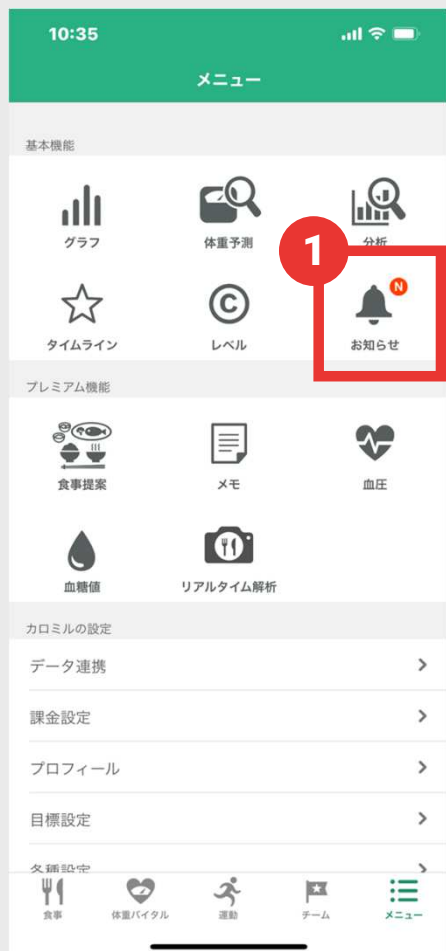 10:35
メニュー
基本機能
グラフ
体重予測
分析
1
タイムライン
C
レベル
N
お知らせ
プレミアム機能
食事提案
メモ
血圧
血糖値
リアルタイム解析
カロミルの設定
データ連携
課金設定
プロフィール
目標設定
各種設定
食事
体重バイタル
運動
チーム
メニュー